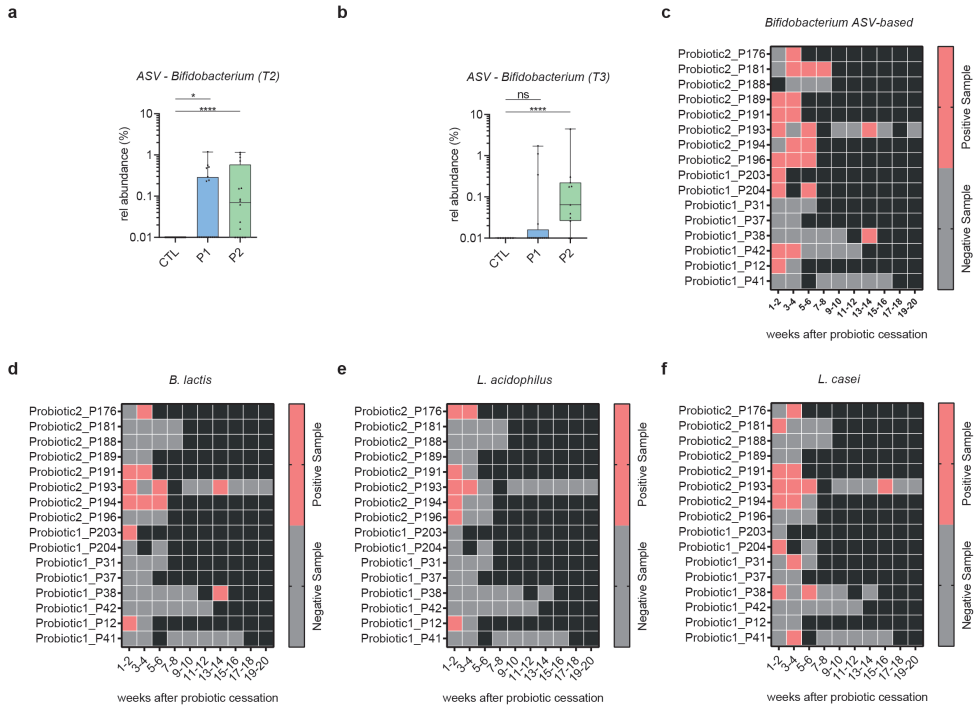 a
ASV - Bifidobacterium (T2)
*
****
rel abundance (%)
10
1
0.1
0.01
CTL
P1
P2
b
ASV - Bifidobacterium (T3)
ns
****
rel abundance (%)
10
1
0.1
0.01
CTL
P1
P2
c
Bifidobacterium ASV-based
Probiotic2_P176
Probiotic2_P181
Probiotic2_P188
Probiotic2_P189
Probiotic2_P191
Probiotic2_P193
Probiotic2_P194
Probiotic2_P196
Probiotic1_P203
Probiotic1_P204
Probiotic1_P31
Probiotic1_P37
Probiotic1_P38
Probiotic1_P42
Probiotic1_P12
Probiotic1_P41
1-2
3-4
5-6
7-8
9-10
11-12
13-14
15-16
17-18
19-20
weeks after probiotic cessation
Positive Sample
Negative Sample
d
B. lactis
Probiotic2_P176
Probiotic2_P181
Probiotic2_P188
Probiotic2_P189
Probiotic2_P191
Probiotic2_P193
Probiotic2_P194
Probiotic2_P196
Probiotic1_P203
Probiotic1_P204
Probiotic1_P31
Probiotic1_P37
Probiotic1_P38
Probiotic1_P42
Probiotic1_P12
Probiotic1_P41
1-2
3-4
5-6
7-8
9-10
11-12
13-14
15-16
17-18
19-20
weeks after probiotic cessation
Positive Sample
Negative Sample
e
L. acidophilus
Probiotic2_P176
Probiotic2_P181
Probiotic2_P188
Probiotic2_P189
Probiotic2_P191
Probiotic2_P193
Probiotic2_P194
Probiotic2_P196
Probiotic1_P203
Probiotic1_P204
Probiotic1_P31
Probiotic1_P37
Probiotic1_P38
Probiotic1_P42
Probiotic1_P12
Probiotic1_P41
1-2
3-4
5-6
7-8
9-10
11-12
13-14
15-16
17-18
19-20
weeks after probiotic cessation
Positive Sample
Negative Sample
f
L. casei
Probiotic2_P176
Probiotic2_P181
Probiotic2_P188
Probiotic2_P189
Probiotic2_P191
Probiotic2_P193
Probiotic2_P194
Probiotic2_P196
Probiotic1_P203
Probiotic1_P204
Probiotic1_P31
Probiotic1_P37
Probiotic1_P38
Probiotic1_P42
Probiotic1_P12
Probiotic1_P41
1-2
3-4
5-6
7-8
9-10
11-12
13-14
15-16
17-18
19-20
weeks after probiotic cessation
Positive Sample
Negative Sample